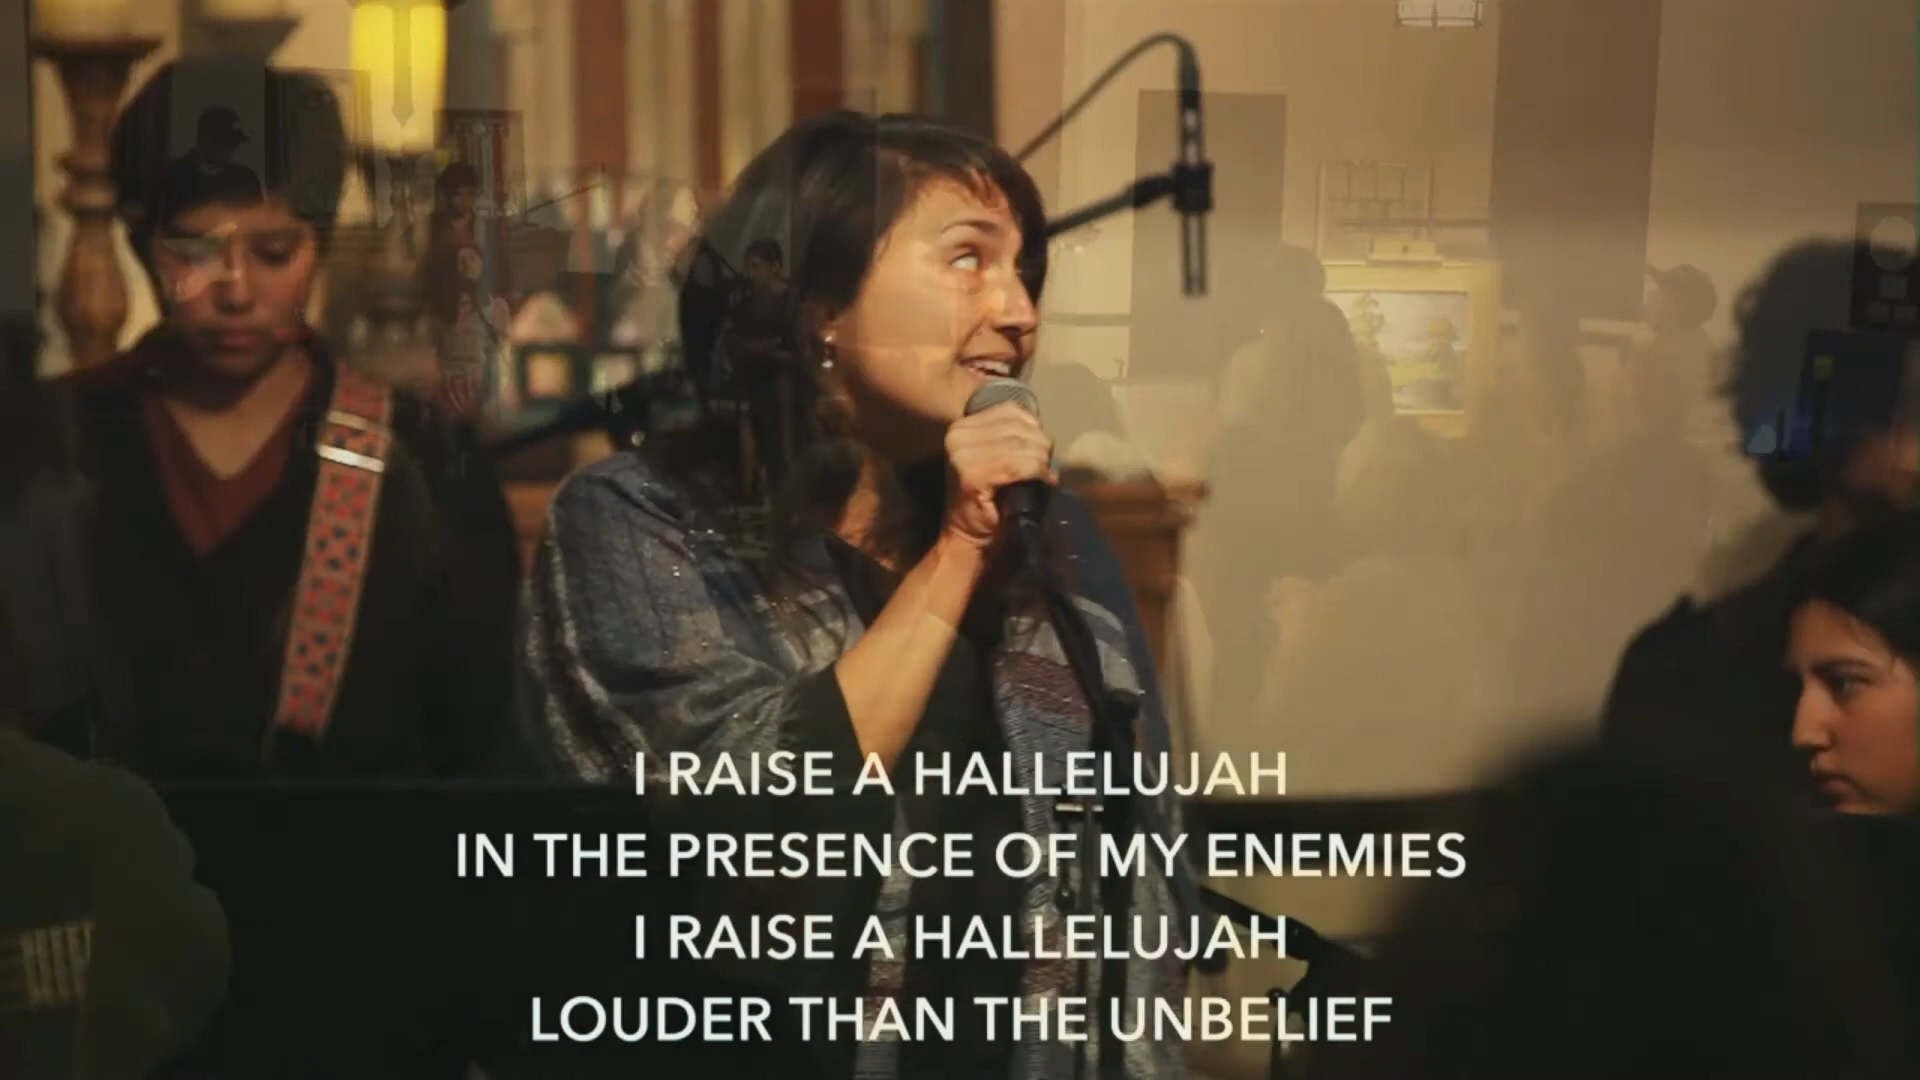 I RAISE A HALLELUJAH
IN THE PRESENCE OF MY ENEMIES
I RAISE A HALLELUJAH
LOUDER THAN THE UNBELIEF